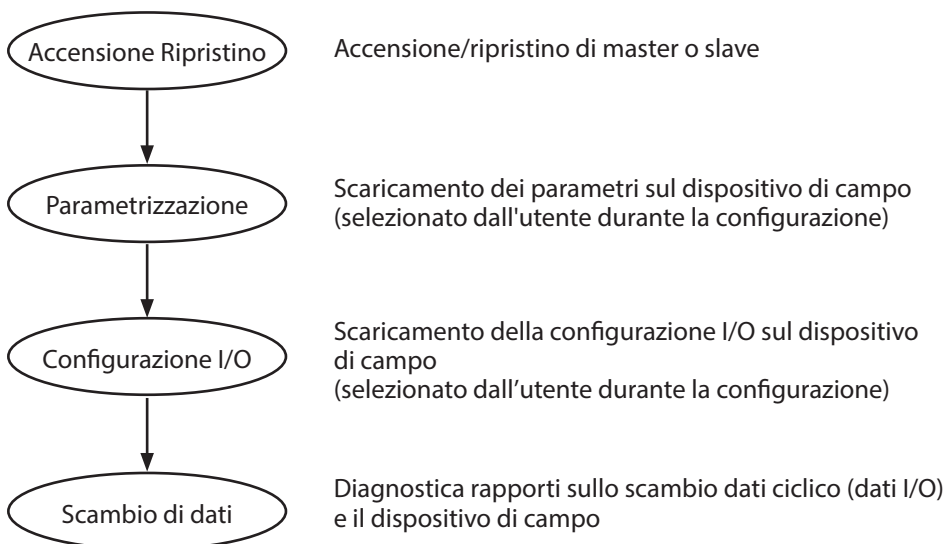 Accensione Ripristino
Accensione/ripristino di master o slave
Parametrizzazione
Scaricamento dei parametri sul dispositivo di campo
(selezionato dall'utente durante la configurazione)
Configurazione I/O
Scaricamento della configurazione I/O sul dispositivo
di campo
(selezionato dall’utente durante la configurazione)
Scambio di dati
Diagnostica rapporti sullo scambio dati ciclico (dati I/O)
e il dispositivo di campo